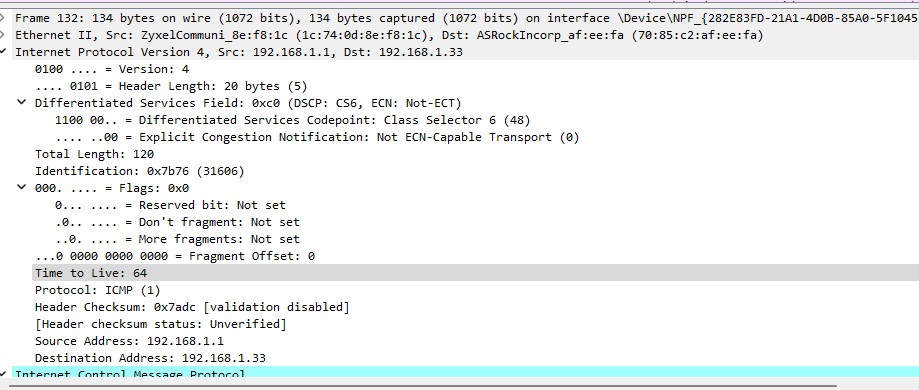 Frame 132: 134 bytes on wire (1072 bits), 134 bytes captured (1072 bits) on interface \Device\NPF_{282E83FD-21A1-4D0B-85A0-5F1045
Ethernet II, Src: ZyxelCommuni_8e:f8:1c (1c:74:0d:8e:f8:1c), Dst: ASRockIncorp_af:ee:fa (70:85:c2:af:ee:fa)
Internet Protocol Version 4, Src: 192.168.1.1, Dst: 192.168.1.33
0100 .... = Version: 4
.... 0101 = Header Length: 20 bytes (5)
Differentiated Services Field: 0xc0 (DSCP: CS6, ECN: Not-ECT)
1100 00.. = Differentiated Services Codepoint: Class Selector 6 (48)
.... ..00 = Explicit Congestion Notification: Not ECN-Capable Transport (0)
Total Length: 120
Identification: 0x7b76 (31606)
000. .... = Flags: 0x0
0... .... = Reserved bit: Not set
.0.. .... = Don't fragment: Not set
..0. .... = More fragments: Not set
...0 0000 0000 0000 = Fragment Offset: 0
Time to Live: 64
Protocol: ICMP (1)
Header Checksum: 0x7adc [validation disabled]
[Header checksum status: Unverified]
Source Address: 192.168.1.1
Destination Address: 192.168.1.33
Internet Control Message Protocol